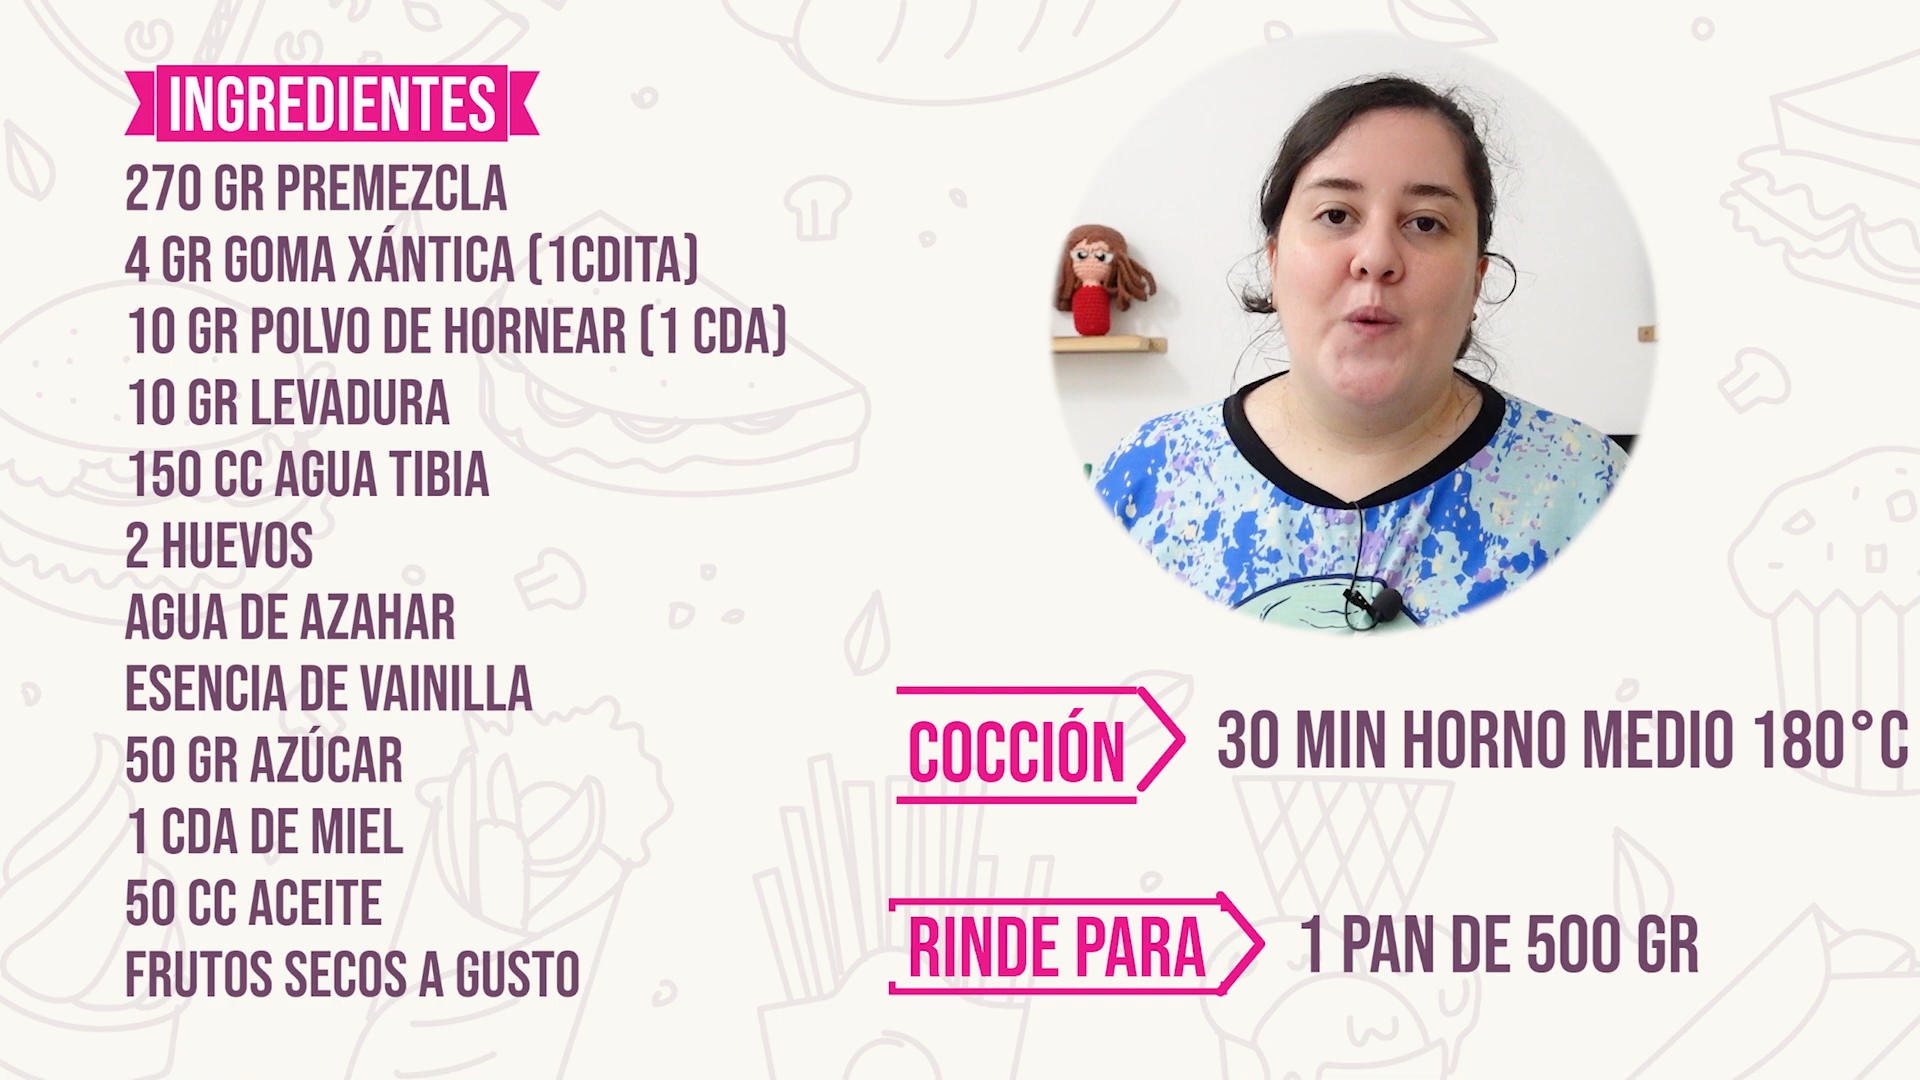 INGREDIENTES
270 GR PREMEZCLA
4 GR GOMA XÁNTICA (1CDITA)
10 GR POLVO DE HORNEAR (1 CDA)
10 GR LEVADURA
150 CC AGUA TIBIA
2 HUEVOS
AGUA DE AZAHAR
ESENCIA DE VAINILLA
50 GR AZÚCAR
1 CDA DE MIEL
50 CC ACEITE
FRUTOS SECOS A GUSTO
COCCIÓN
30 MIN HORNO MEDIO 180°C
RINDE PARA
1 PAN DE 500 GR